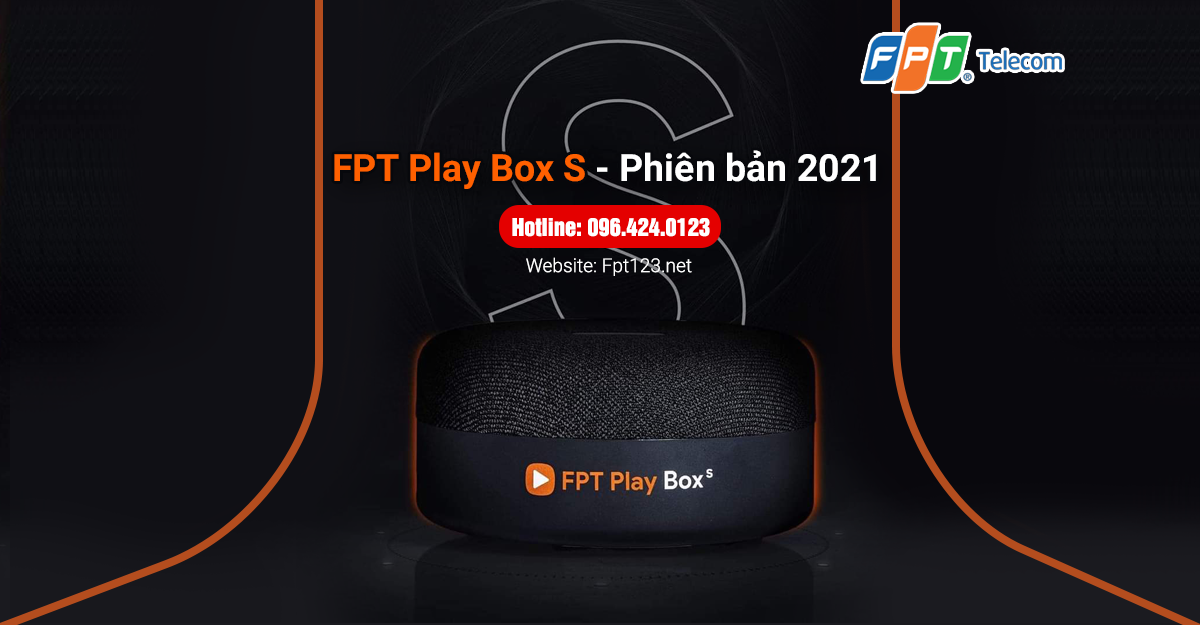 FPT Telecom
FPT Play Box S - Phiên bản 2021
Hotline: 096.424.0123
Website: Fpt123.net
S
FPT Play Box S